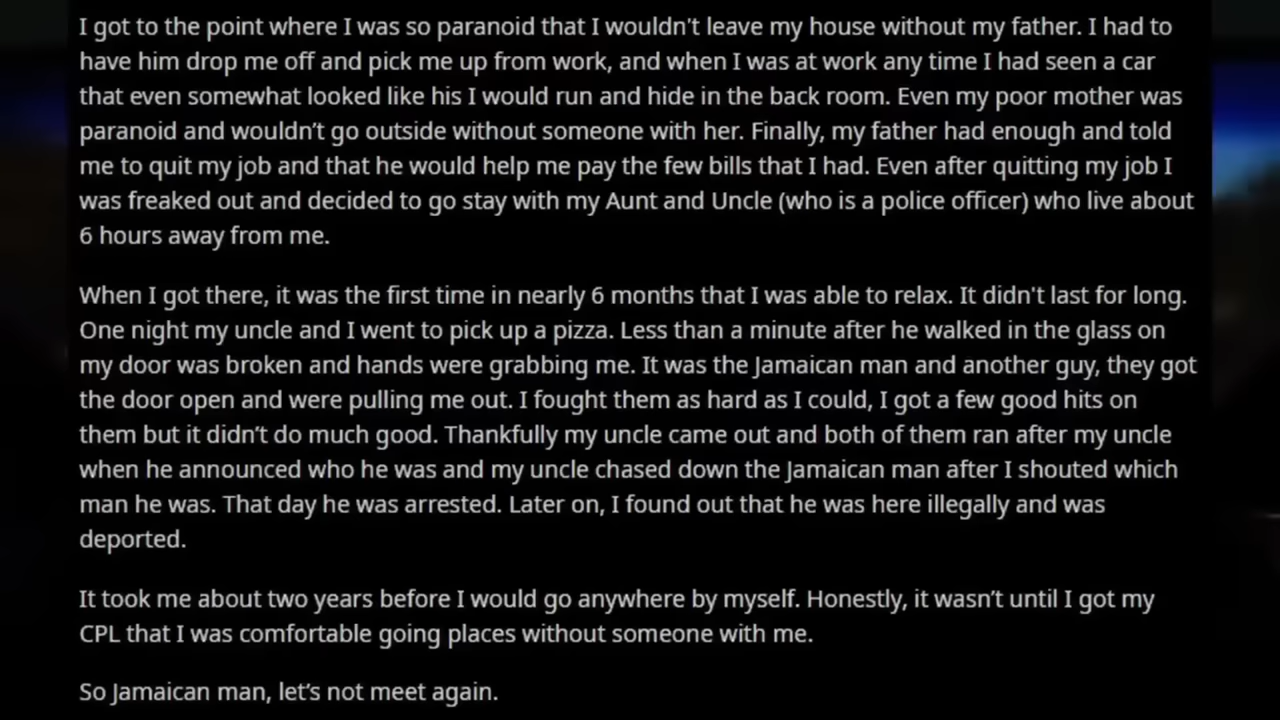 I got to the point where I was so paranoid that I wouldn't leave my house without my father. I had to
have him drop me off and pick me up from work, and when I was at work any time I had seen a car
that even somewhat looked like his I would run and hide in the back room. Even my poor mother was
paranoid and wouldn’t go outside without someone with her. Finally, my father had enough and told
me to quit my job and that he would help me pay the few bills that I had. Even after quitting my job I
was freaked out and decided to go stay with my Aunt and Uncle (who is a police officer) who live about
6 hours away from me.
When I got there, it was the first time in nearly 6 months that I was able to relax. It didn't last for long.
One night my uncle and I went to pick up a pizza. Less than a minute after he walked in the glass on
my door was broken and hands were grabbing me. It was the Jamaican man and another guy, they got
the door open and were pulling me out. I fought them as hard as I could, I got a few good hits on
them but it didn’t do much good. Thankfully my uncle came out and both of them ran after my uncle
when he announced who he was and my uncle chased down the Jamaican man after I shouted which
man he was. That day he was arrested. Later on, I found out that he was here illegally and was
deported.
It took me about two years before I would go anywhere by myself. Honestly, it wasn’t until I got my
CPL that I was comfortable going places without someone with me.
So Jamaican man, let’s not meet again.